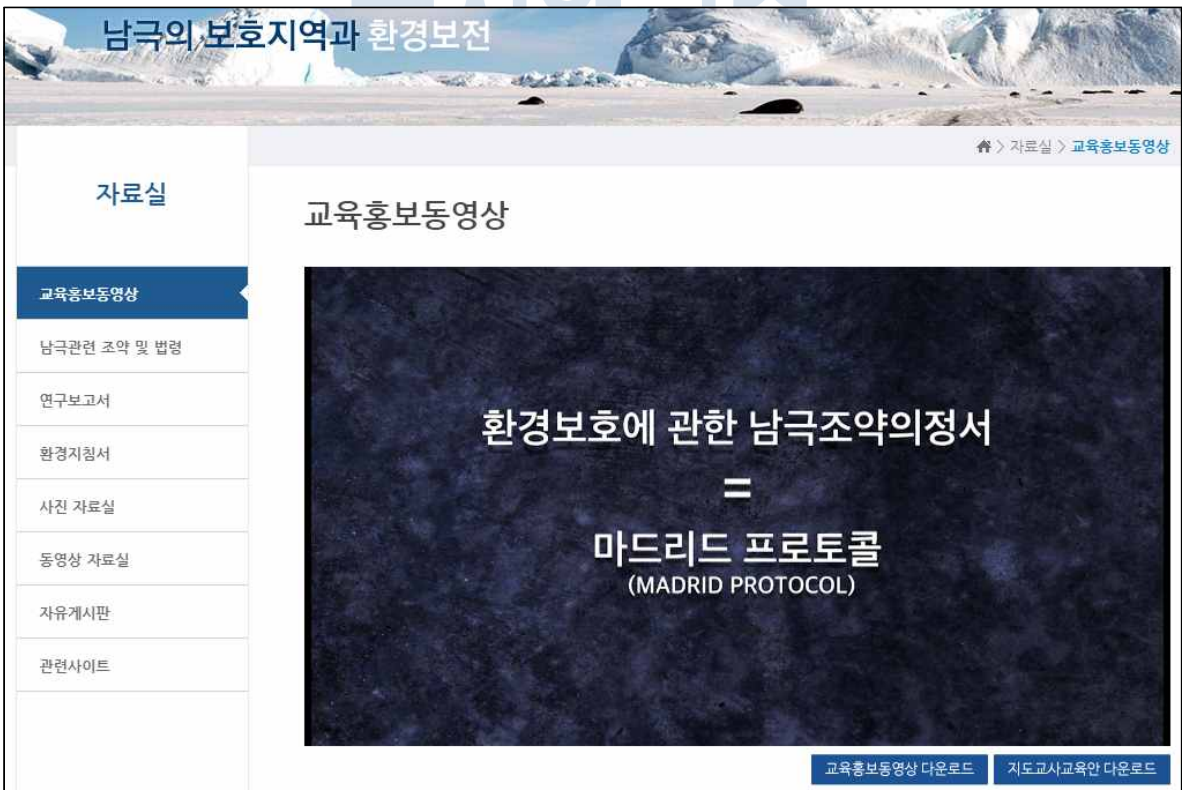 남극의 보호지역과 환경보전
> 자료실 > 교육홍보동영상
자료실
교육홍보동영상
교육홍보동영상
남극관련 조약 및 법령
연구보고서
환경지침서
사진 자료실
동영상 자료실
자유게시판
관련사이트
환경보호에 관한 남극조약의정서
=
마드리드 프로토콜
(MADRID PROTOCOL)
교육홍보동영상 다운로드
지도교사교육안 다운로드